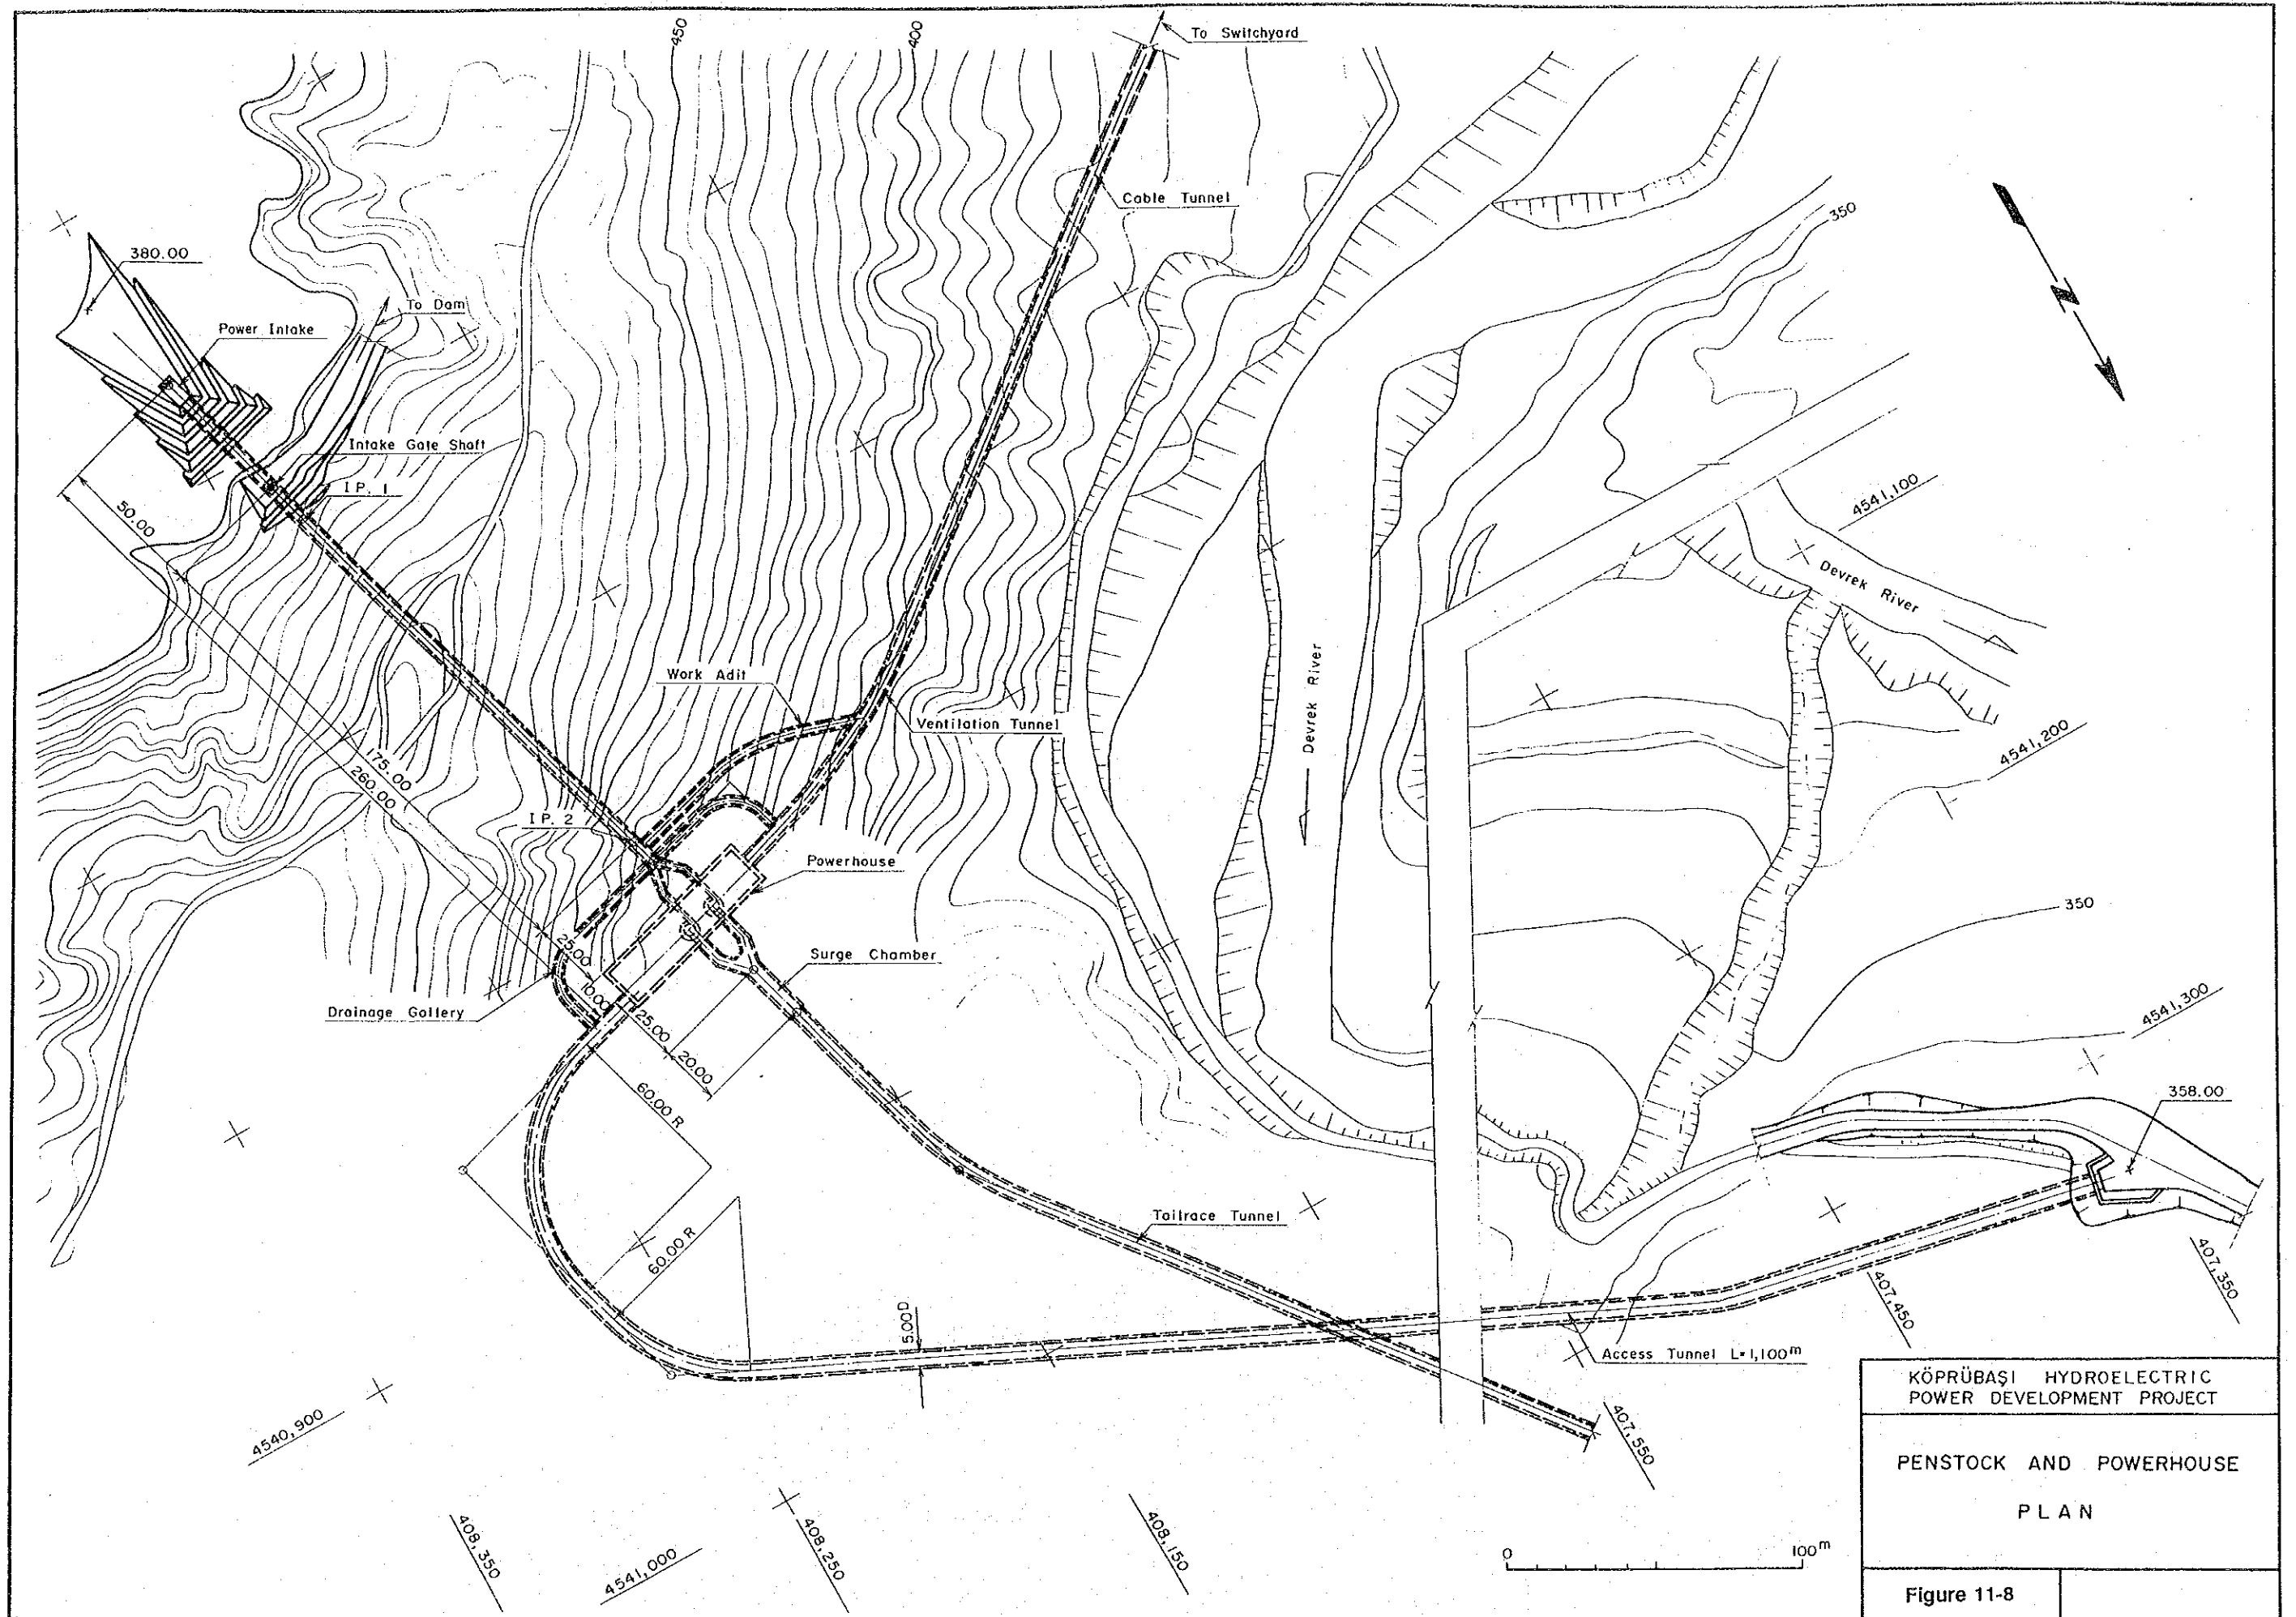 450
400
To Switchyard
Cable Tunnel
380.00
To Dam
Power Intake
350
Intake Gate Shaft
I P. 1
50.00
4541,100
Devrek River
Devrek River
Work Adit
Ventilation Tunnel
4541,200
175.00
260.00
I P. 2
Powerhouse
350
25.00
Surge Chamber
10.00
Drainage Gallery
25.00
20.00
4541,300
60.00 R
358.00
Tailrace Tunnel
60.00 R
407,350
407,450
5.00D
Access Tunnel L=1,100m
407,550
4540,900
408,350
4541,000
408,250
408,150
0
100m
N
KÖPRÜBAŞI HYDROELECTRIC
POWER DEVELOPMENT PROJECT
PENSTOCK AND POWERHOUSE
PLAN
Figure 11-8